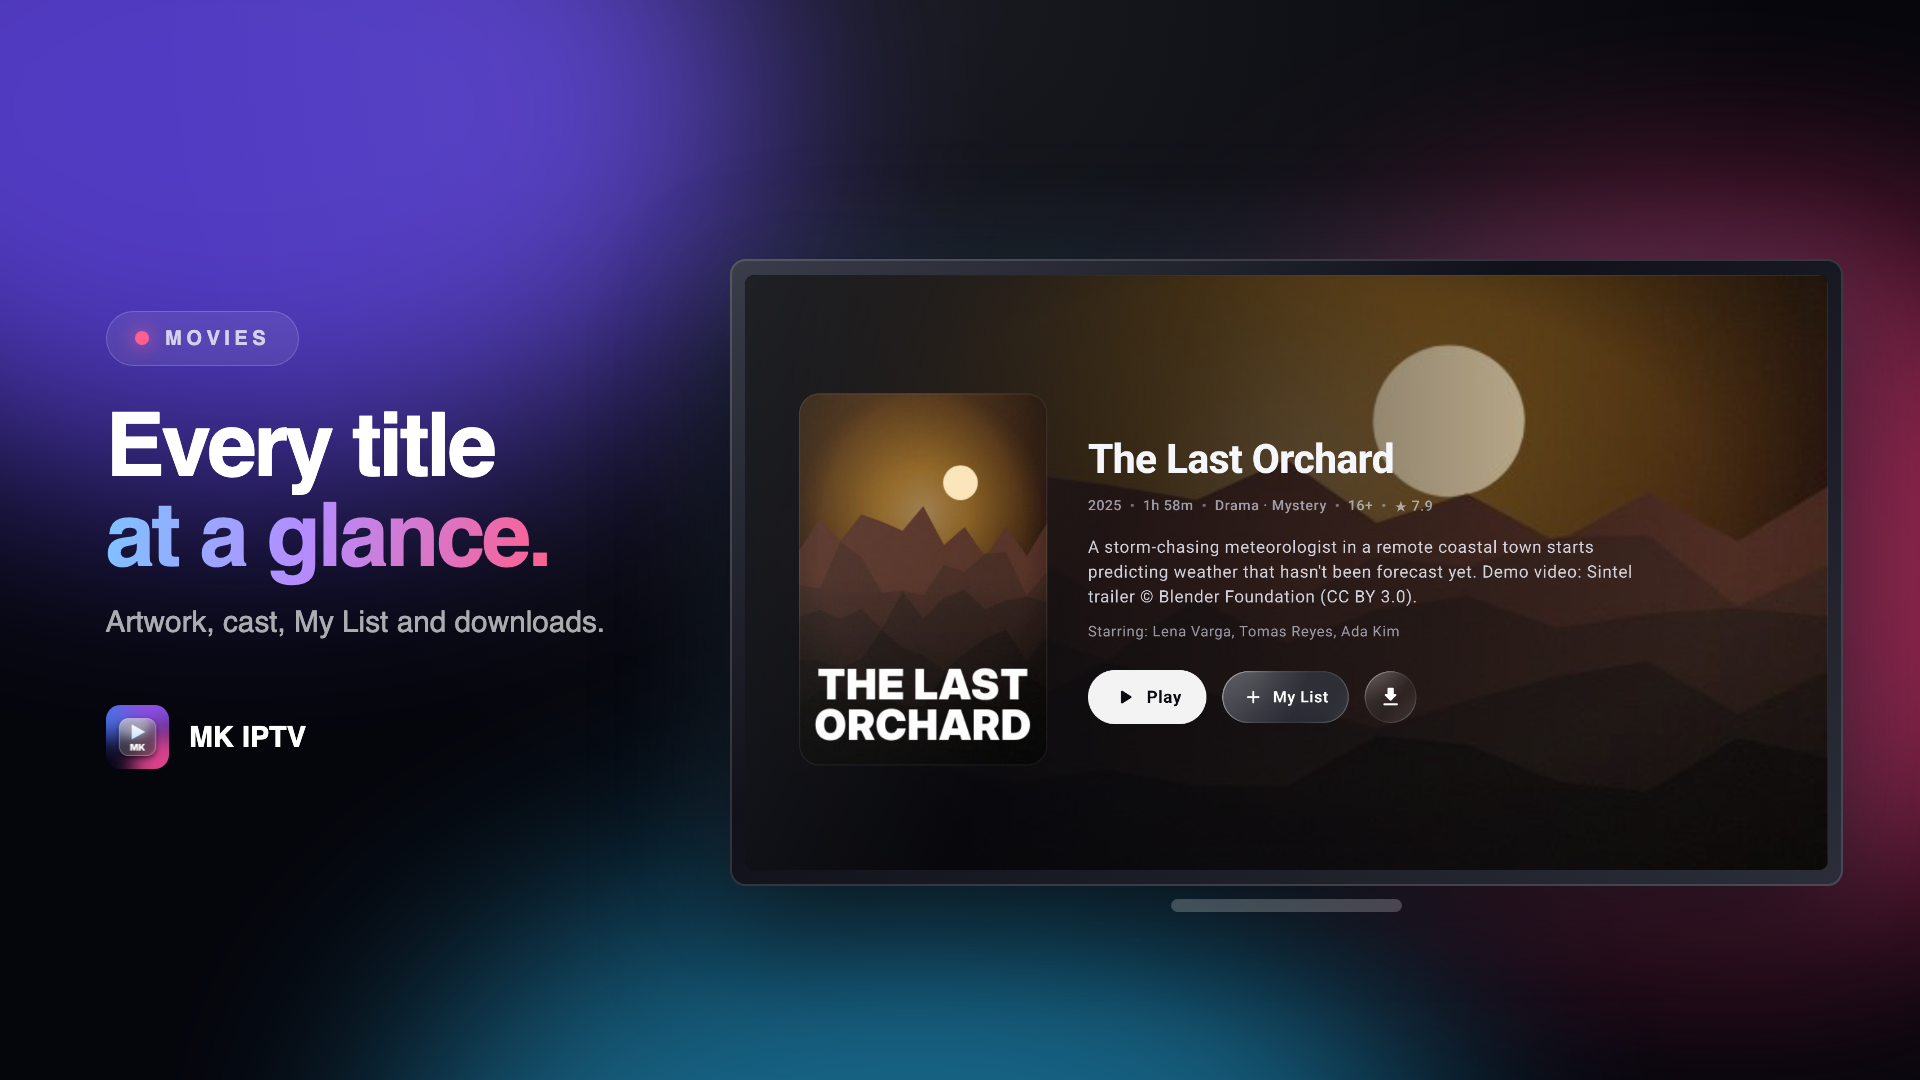 MOVIES
Every title
at a glance.
Artwork, cast, My List and downloads.
MK
MK IPTV
THE LAST
ORCHARD
The Last Orchard
2025 • 1h 58m • Drama · Mystery • 16+ • ★ 7.9
A storm-chasing meteorologist in a remote coastal town starts
predicting weather that hasn't been forecast yet. Demo video: Sintel
trailer © Blender Foundation (CC BY 3.0).
Starring: Lena Varga, Tomas Reyes, Ada Kim
Play
+ My List